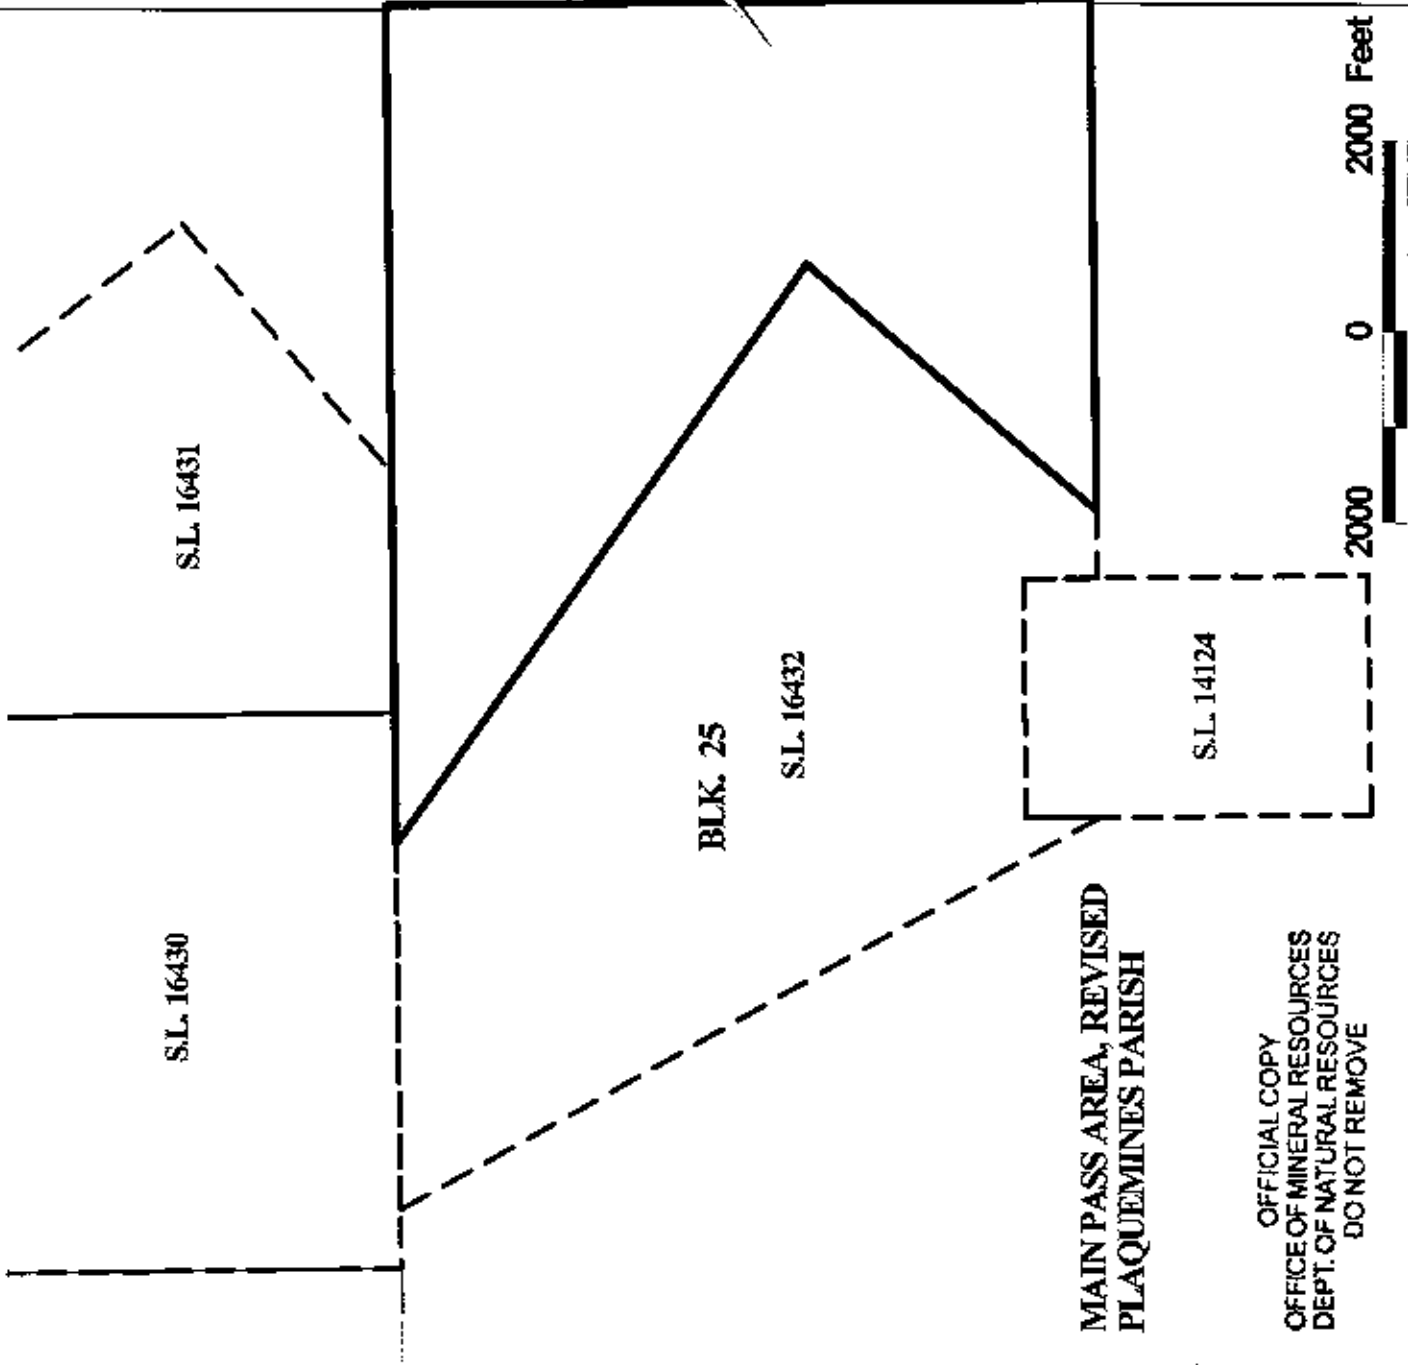 S.L. 16430
S.L. 16431
BLK. 25
S.L. 16432
MAIN PASS AREA, REVISED
PLAQUEMINES PARISH
S.L. 14124
OFFICIAL COPY
OFFICE OF MINERAL RESOURCES
DEPT. OF NATURAL RESOURCES
DO NOT REMOVE
2000 0 2000 Feet